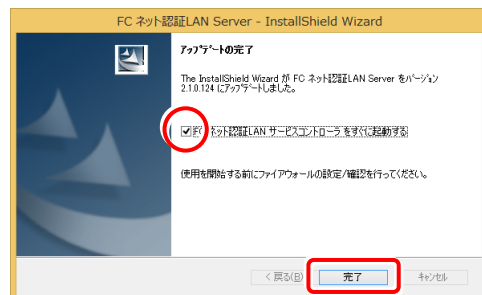 FC ネット認証LAN Server - InstallShield Wizard
ｱｯﾌﾟﾃﾞｰﾄの完了
The InstallShield Wizard が FC ネット認証LAN Server をﾊﾞｰｼﾞｮﾝ
2.1.0.124 にｱｯﾌﾟﾃﾞｰﾄしました。
FC ネット認証LAN サービスコントローラ をすぐに起動する
使用を開始する前にファイアウォールの設定/確認を行ってください。
< 戻る(B)
完了
ｷｬﾝｾﾙ